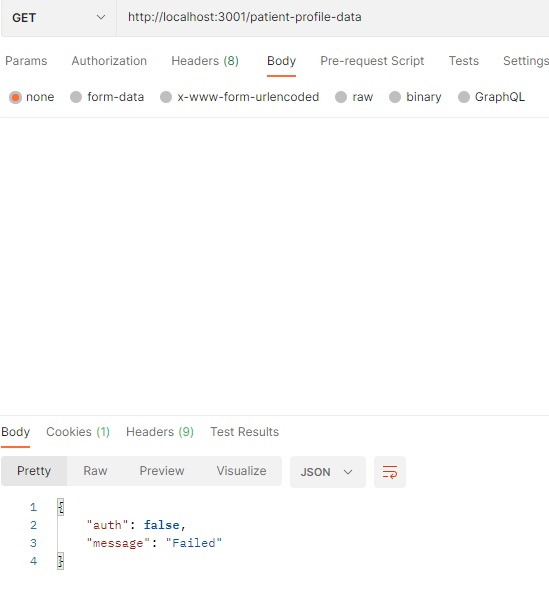 GET http://localhost:3001/patient-profile-data
Params Authorization Headers (8) Body Pre-request Script Tests Settings
none form-data x-www-form-urlencoded raw binary GraphQL
Body Cookies (1) Headers (9) Test Results
Pretty Raw Preview Visualize JSON
1 {
2 "auth": false,
3 "message": "Failed"
4 }